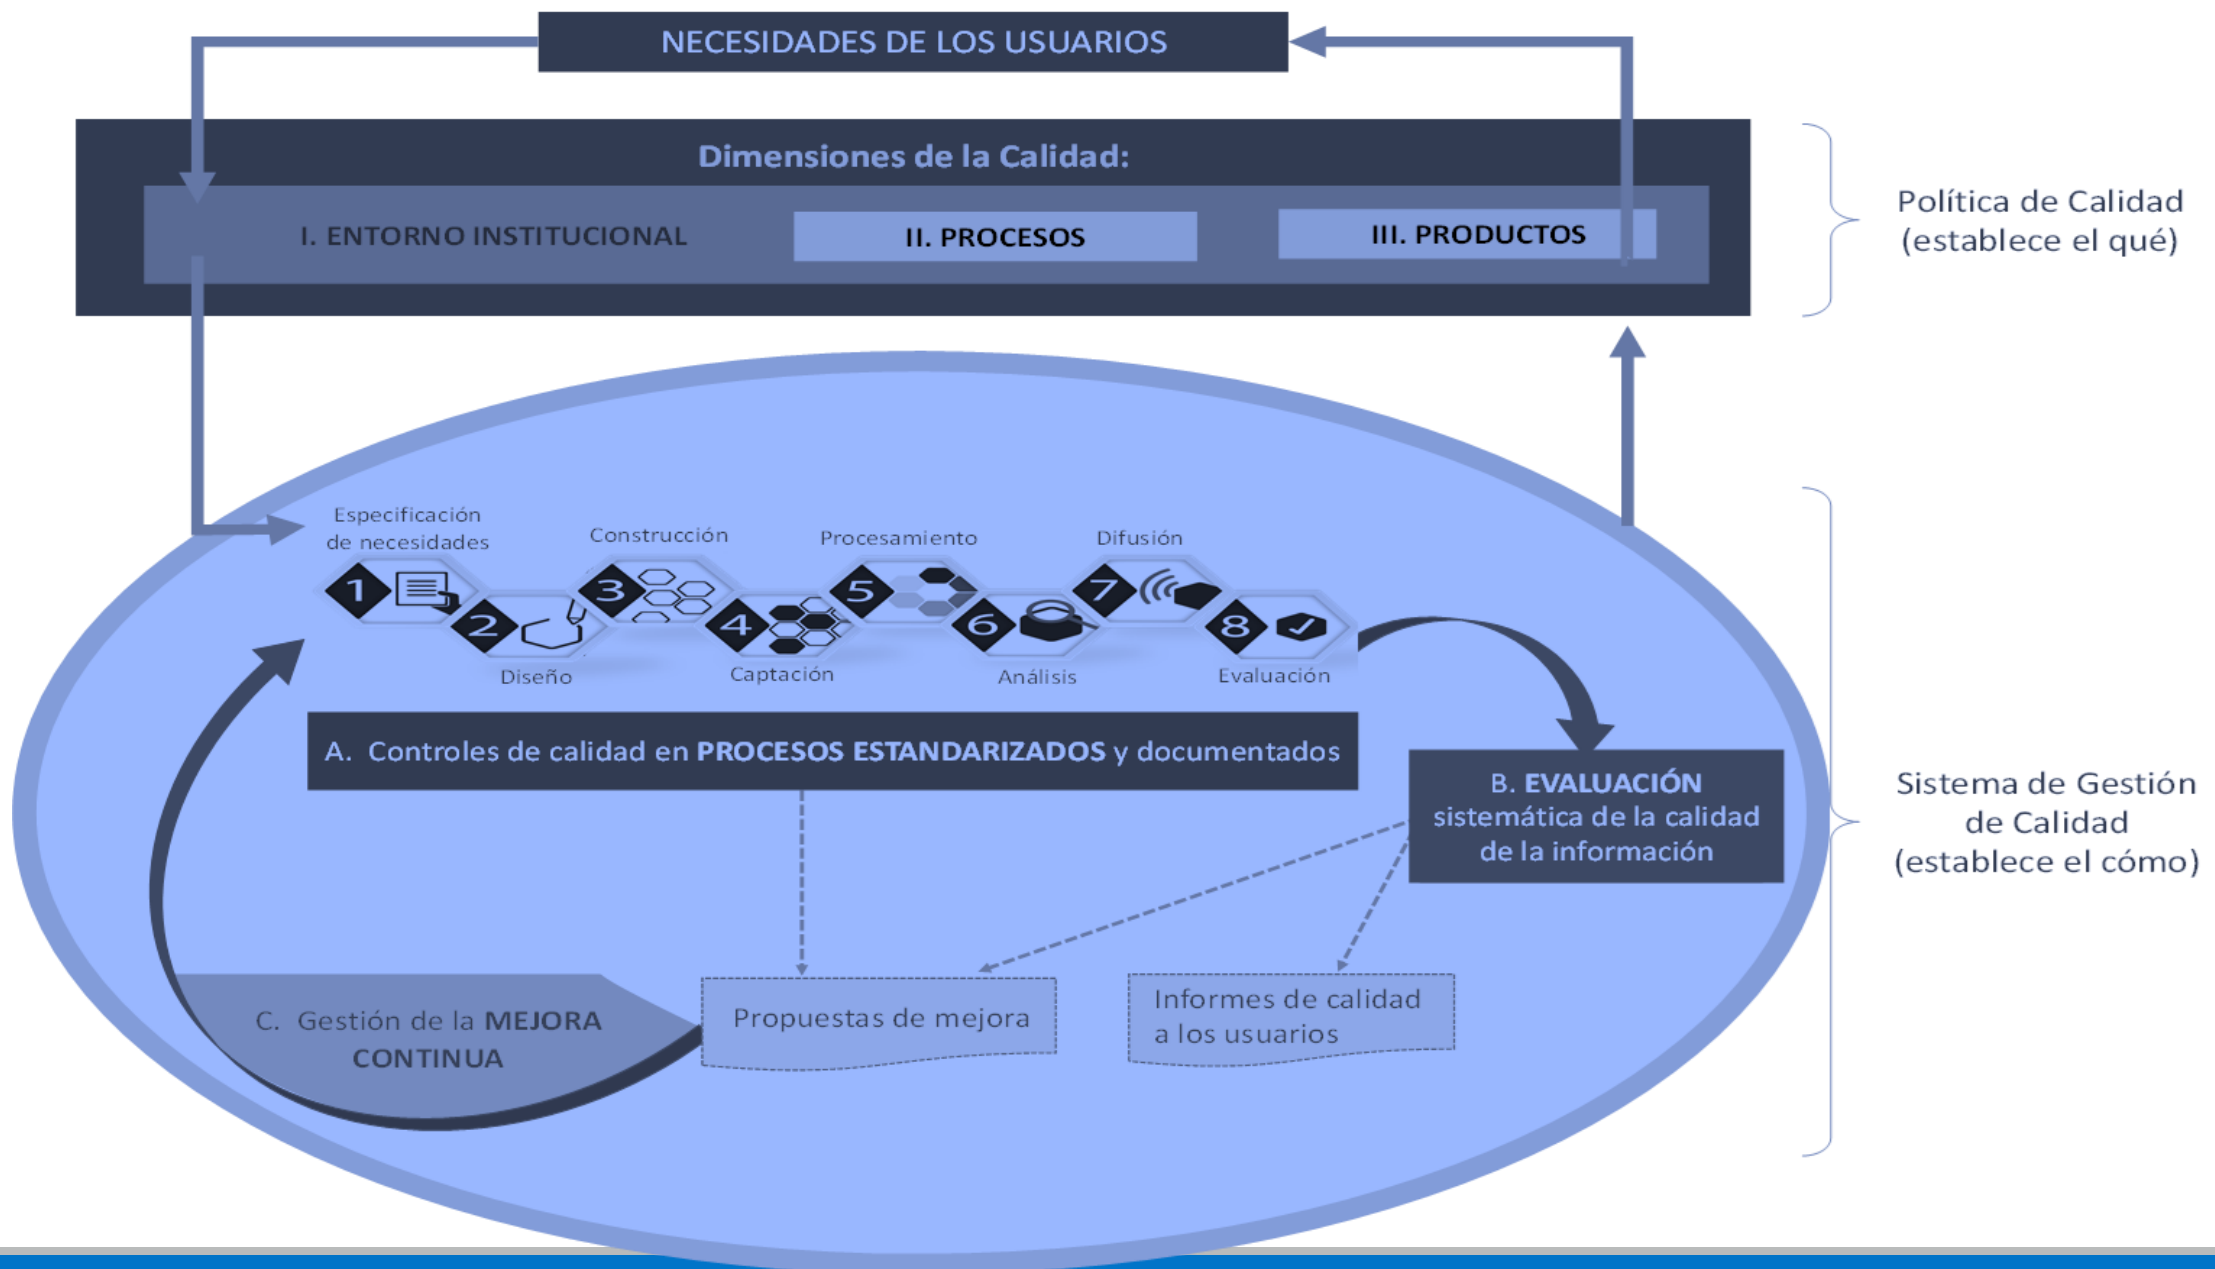 NECESIDADES DE LOS USUARIOS
Dimensiones de la Calidad:
I. ENTORNO INSTITUCIONAL
II. PROCESOS
III. PRODUCTOS
Política de Calidad
(establece el qué)
Especificación
de necesidades
Construcción
Procesamiento
Difusión
1
2
3
4
5
6
7
8
Diseño
Captación
Análisis
Evaluación
A. Controles de calidad en PROCESOS ESTANDARIZADOS y documentados
B. EVALUACIÓN
sistemática de la calidad
de la información
Sistema de Gestión
de Calidad
(establece el cómo)
C. Gestión de la MEJORA
CONTINUA
Propuestas de mejora
Informes de calidad
a los usuarios